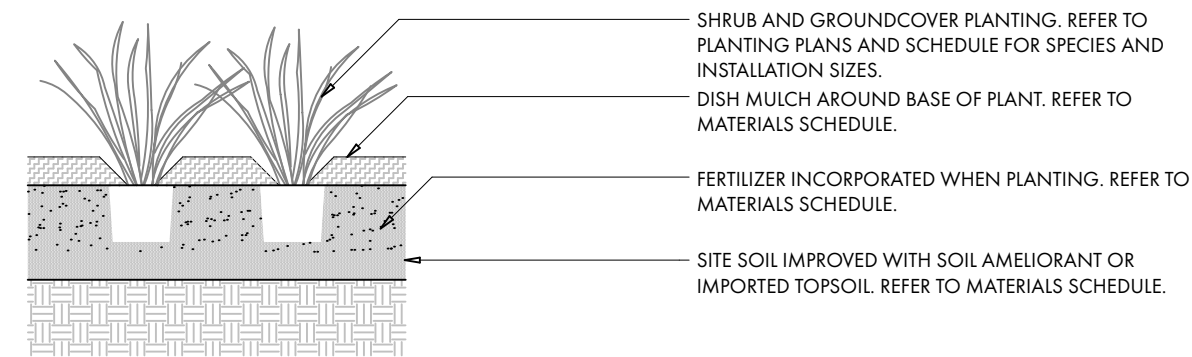 SHRUB AND GROUNDCOVER PLANTING. REFER TO
PLANTING PLANS AND SCHEDULE FOR SPECIES AND
INSTALLATION SIZES.
DISH MULCH AROUND BASE OF PLANT. REFER TO
MATERIALS SCHEDULE.
FERTILIZER INCORPORATED WHEN PLANTING. REFER TO
MATERIALS SCHEDULE.
SITE SOIL IMPROVED WITH SOIL AMELIORANT OR
IMPORTED TOPSOIL. REFER TO MATERIALS SCHEDULE.